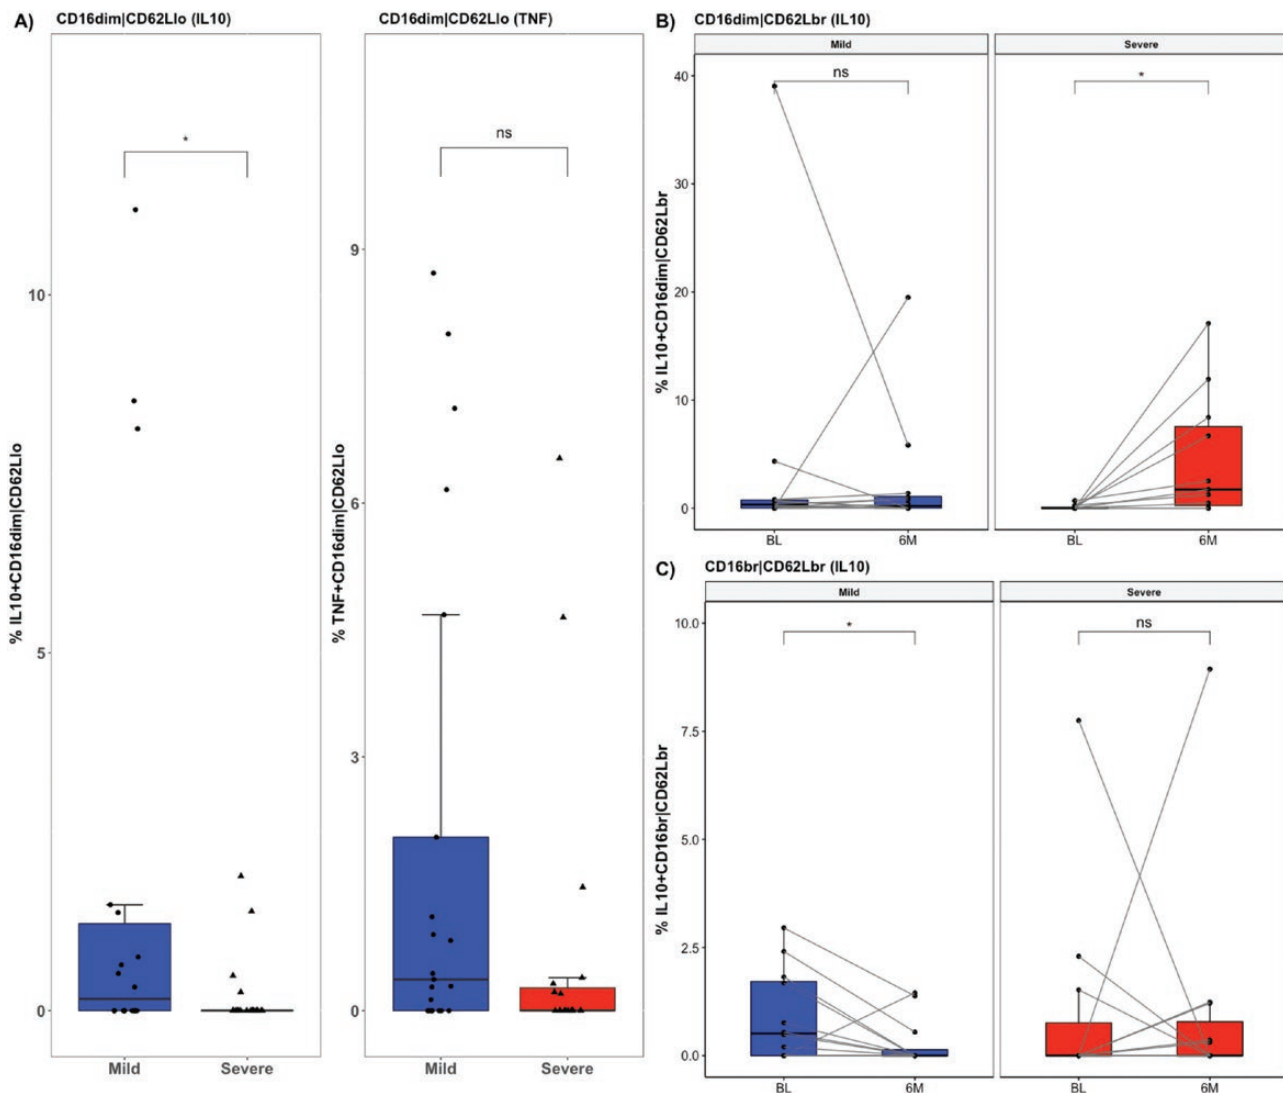 A)
CD16dim|CD62Llo (IL10)
CD16dim|CD62Llo (TNF)
% IL10+CD16dim|CD62Llo
10
5
0
*
Mild
Severe
% TNF+CD16dim|CD62Llo
9
6
3
0
ns
Mild
Severe
B)
CD16dim|CD62Lbr (IL10)
Mild
Severe
% IL10+CD16dim|CD62Lbr
40
30
20
10
0
ns
*
BL
6M
BL
6M
C)
CD16br|CD62Lbr (IL10)
Mild
Severe
% IL10+CD16br|CD62Lbr
10.0
7.5
5.0
2.5
0.0
*
ns
BL
6M
BL
6M